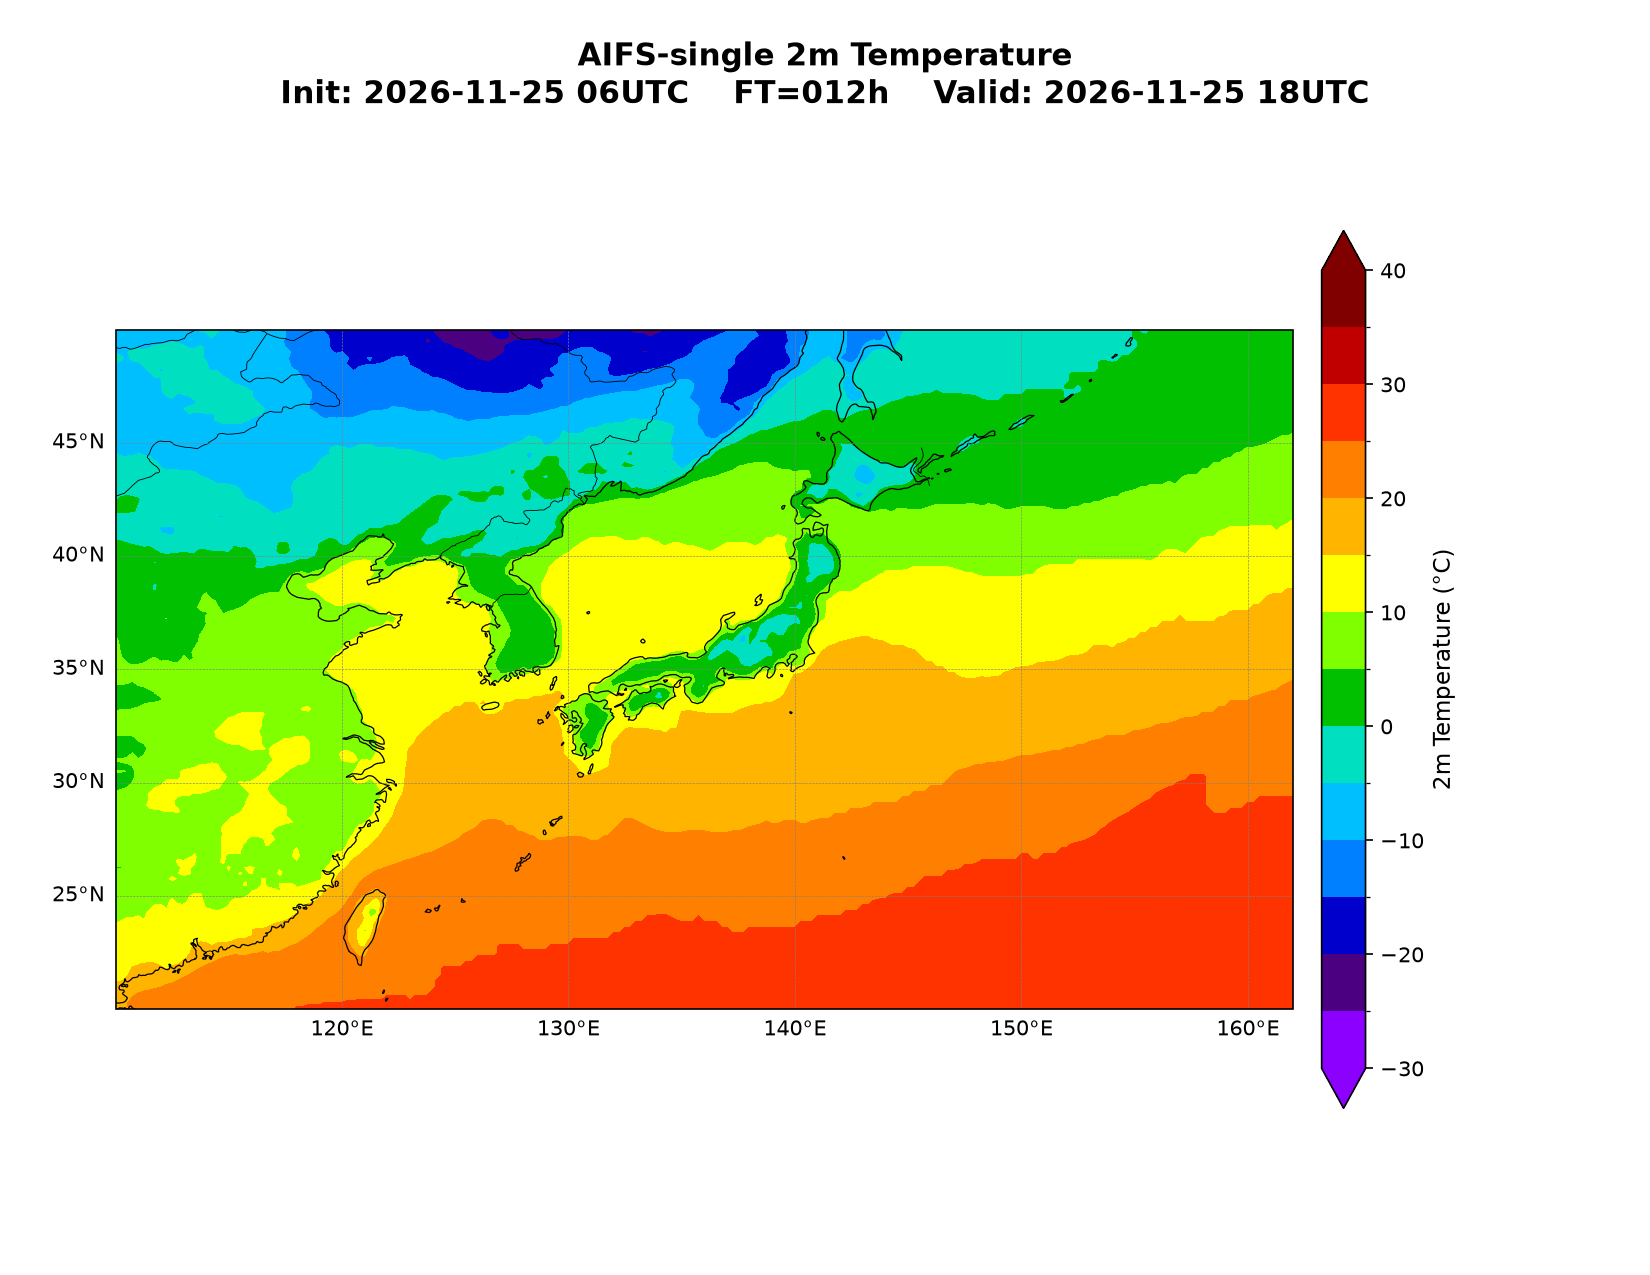 AIFS-single 2m Temperature
Init: 2026-11-25 06UTC    FT=012h    Valid: 2026-11-25 18UTC
40
30
20
10
0
−10
−20
−30
2m Temperature (°C)
45°N
40°N
35°N
30°N
25°N
120°E
130°E
140°E
150°E
160°E